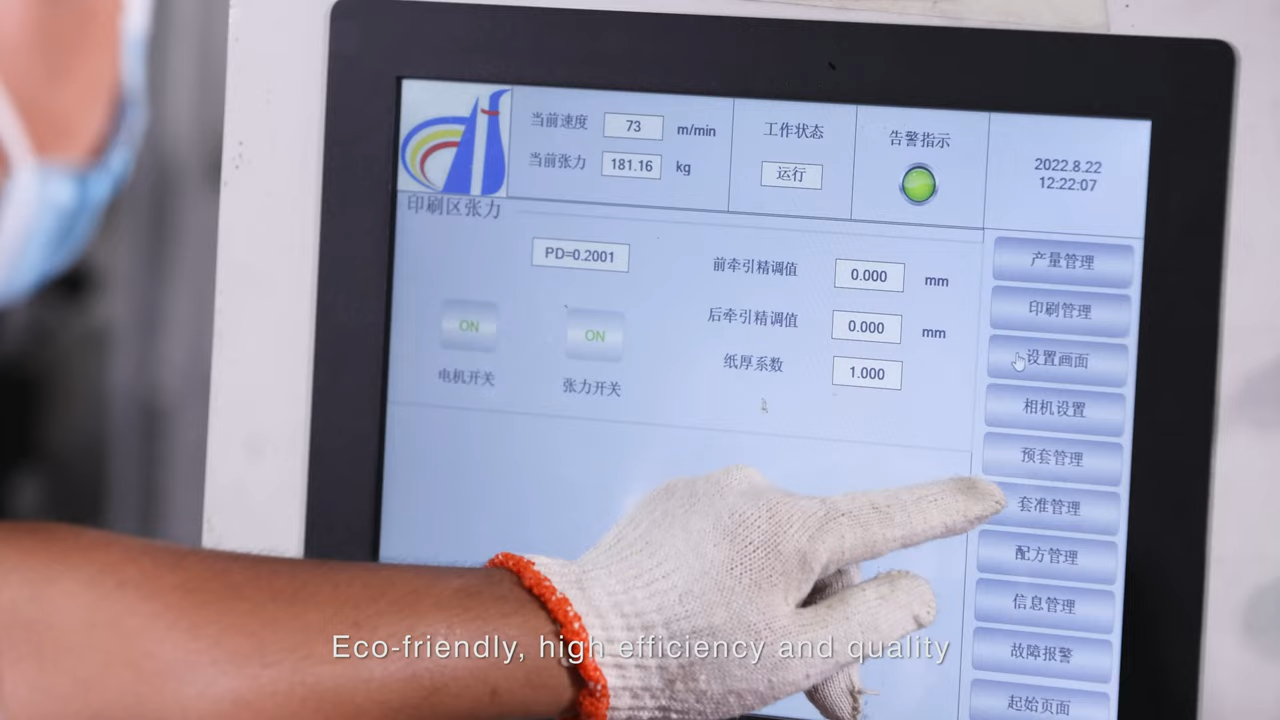 当前速度 73 m/min
当前张力 181.16 kg
工作状态
运行
告警指示
2022.8.22
12:22:07
印刷区张力
PD=0.2001
ON
电机开关
ON
张力开关
前牵引精调值 0.000 mm
后牵引精调值 0.000 mm
纸厚系数 1.000
产量管理
印刷管理
设置画面
相机设置
预套管理
套准管理
配方管理
信息管理
故障报警
起始页面
Eco-friendly, high efficiency and quality